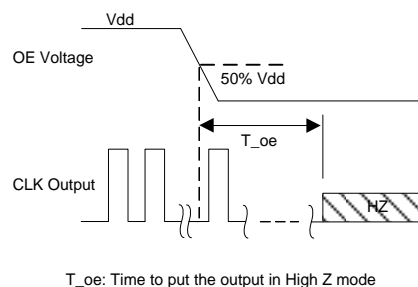 Vdd
OE Voltage
50% Vdd
T_oe
CLK Output
HZ
T_oe: Time to put the output in High Z mode